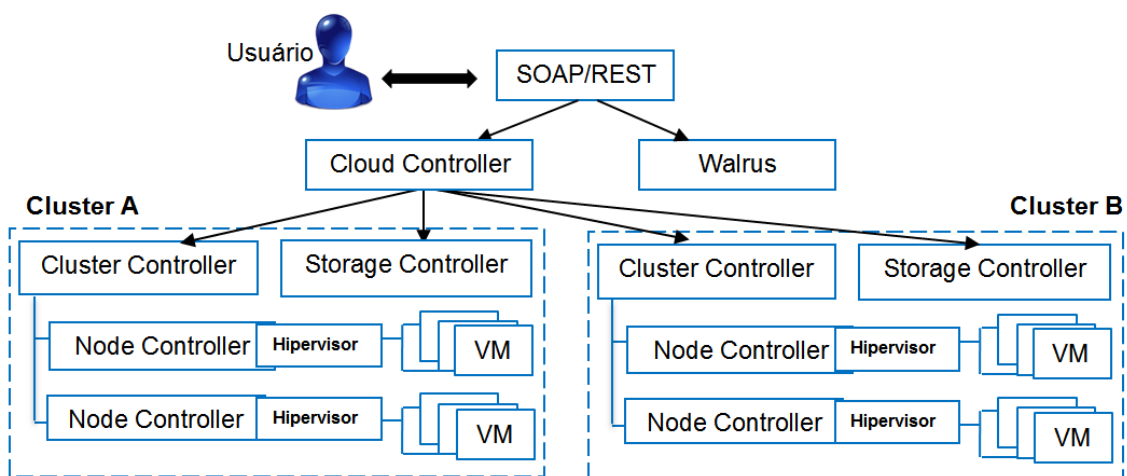 Usuário
SOAP/REST
Cloud Controller
Walrus
Cluster A
Cluster B
Cluster Controller
Storage Controller
Cluster Controller
Storage Controller
Node Controller
Hipervisor
VM
Node Controller
Hipervisor
VM
Node Controller
Hipervisor
VM
Node Controller
Hipervisor
VM